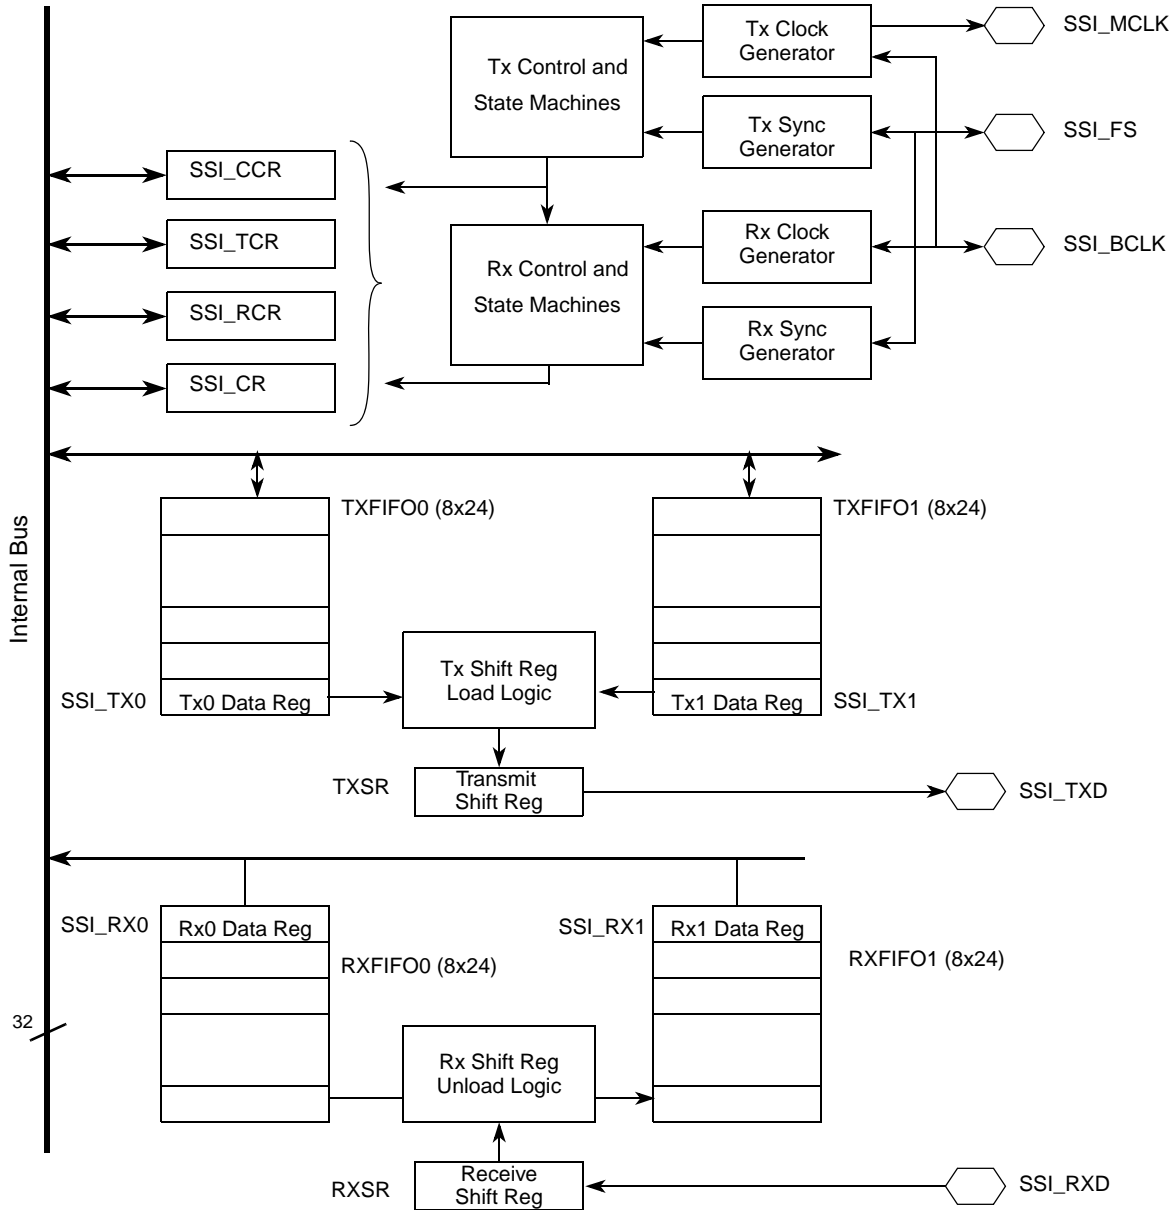 Tx Clock
Generator
SSI_MCLK
Tx Control and
State Machines
Tx Sync
Generator
SSI_FS
SSI_CCR
SSI_TCR
SSI_RCR
SSI_CR
Rx Control and
State Machines
Rx Clock
Generator
SSI_BCLK
Rx Sync
Generator
Internal Bus
TXFIFO0 (8x24)
TXFIFO1 (8x24)
SSI_TX0
Tx0 Data Reg
Tx Shift Reg
Load Logic
Tx1 Data Reg
SSI_TX1
TXSR
Transmit
Shift Reg
SSI_TXD
SSI_RX0
Rx0 Data Reg
SSI_RX1
Rx1 Data Reg
RXFIFO0 (8x24)
RXFIFO1 (8x24)
32
Rx Shift Reg
Unload Logic
RXSR
Receive
Shift Reg
SSI_RXD